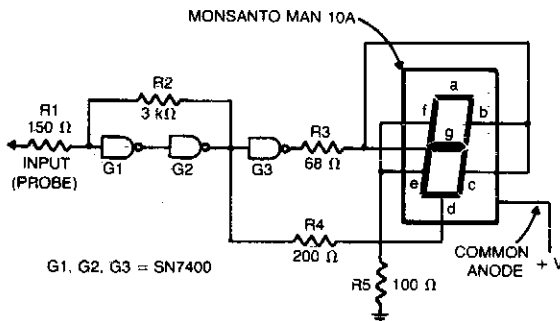 MONSANTO MAN 10A
R2
3 kΩ
R1
150 Ω
INPUT
(PROBE)
G1
G2
G3
R3
68 Ω
a
f
b
g
e
c
d
R4
200 Ω
COMMON
ANODE
+ V
R5
100 Ω
G1, G2, G3 = SN7400